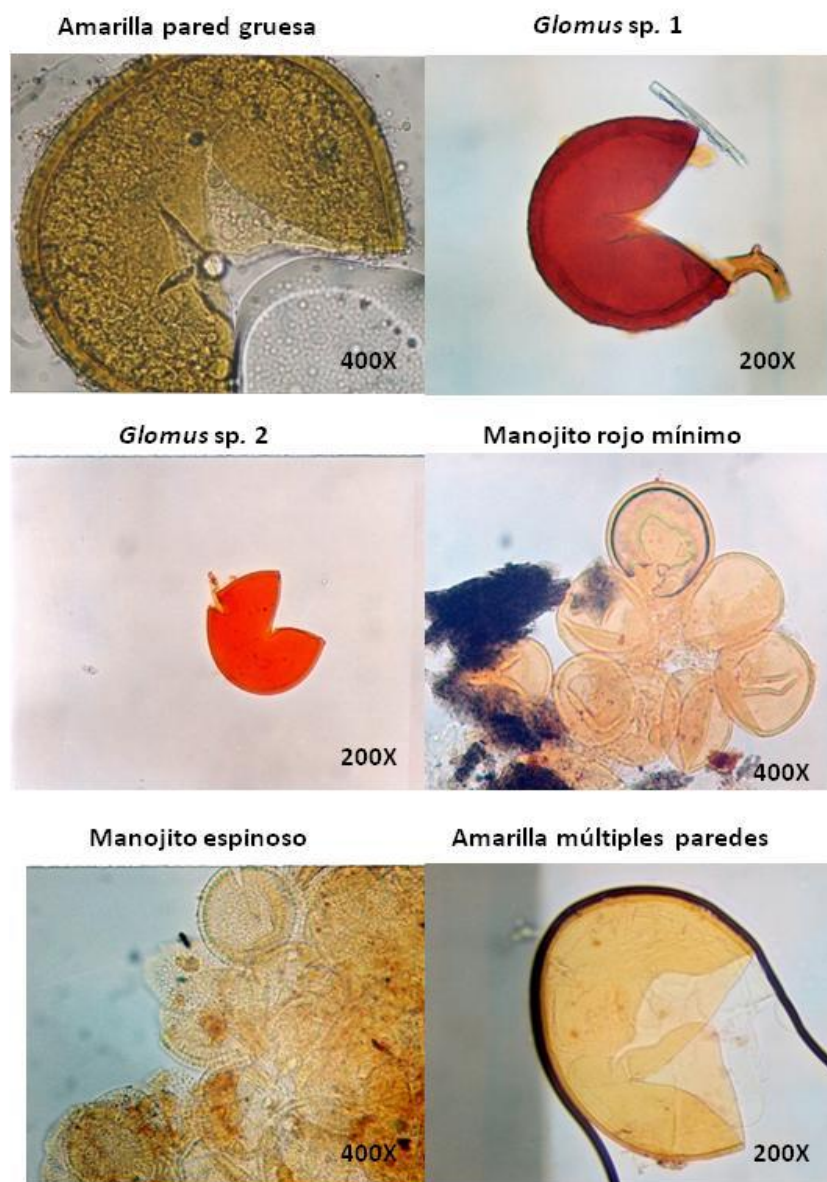 Amarilla pared gruesa
Glomus sp. 1
400X
200X
Glomus sp. 2
Manojito rojo mínimo
200X
400X
Manojito espinoso
Amarilla múltiples paredes
400X
200X